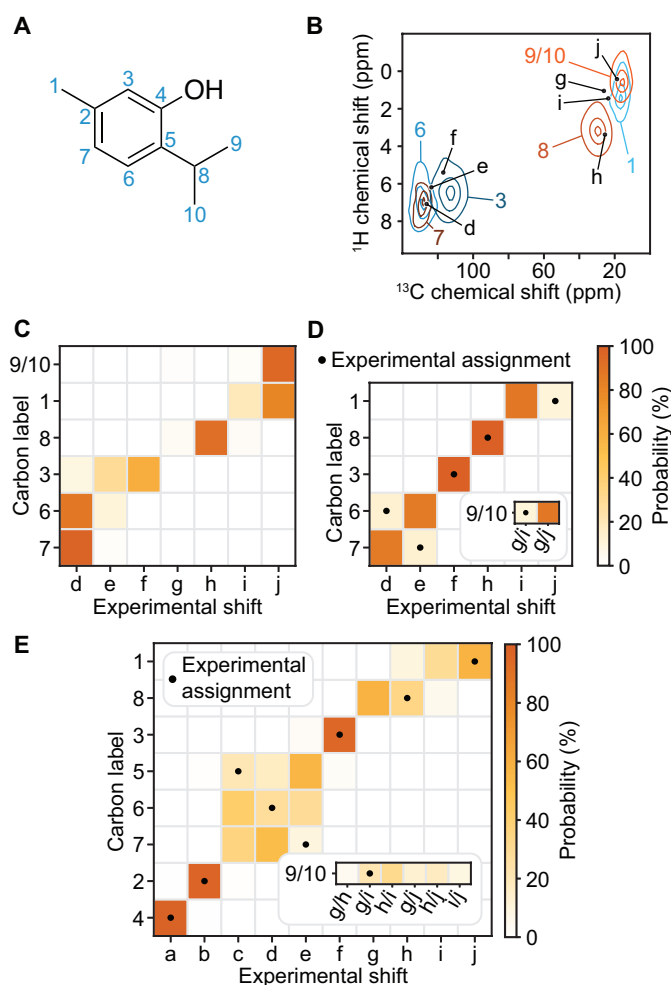 A
OH
1
3
4
2
5
9
7
6
8
10
B
0
2
4
6
8
¹H chemical shift (ppm)
9/10
j
g
i
6
f
e
8
h
1
3
d
7
100
60
20
¹³C chemical shift (ppm)
C
9/10
1
8
3
6
7
Carbon label
d e f g h i j
Experimental shift
D
Experimental assignment
1
8
3
6
7
Carbon label
9/10
g/i
g/j
d e f h i j
Experimental shift
100
80
60
40
20
0
Probability (%)
E
Experimental
assignment
1
8
3
5
6
7
2
4
Carbon label
9/10
g/h
g/i
h/i
g/j
h/j
i/j
a b c d e f g h i j
Experimental shift
100
80
60
40
20
0
Probability (%)